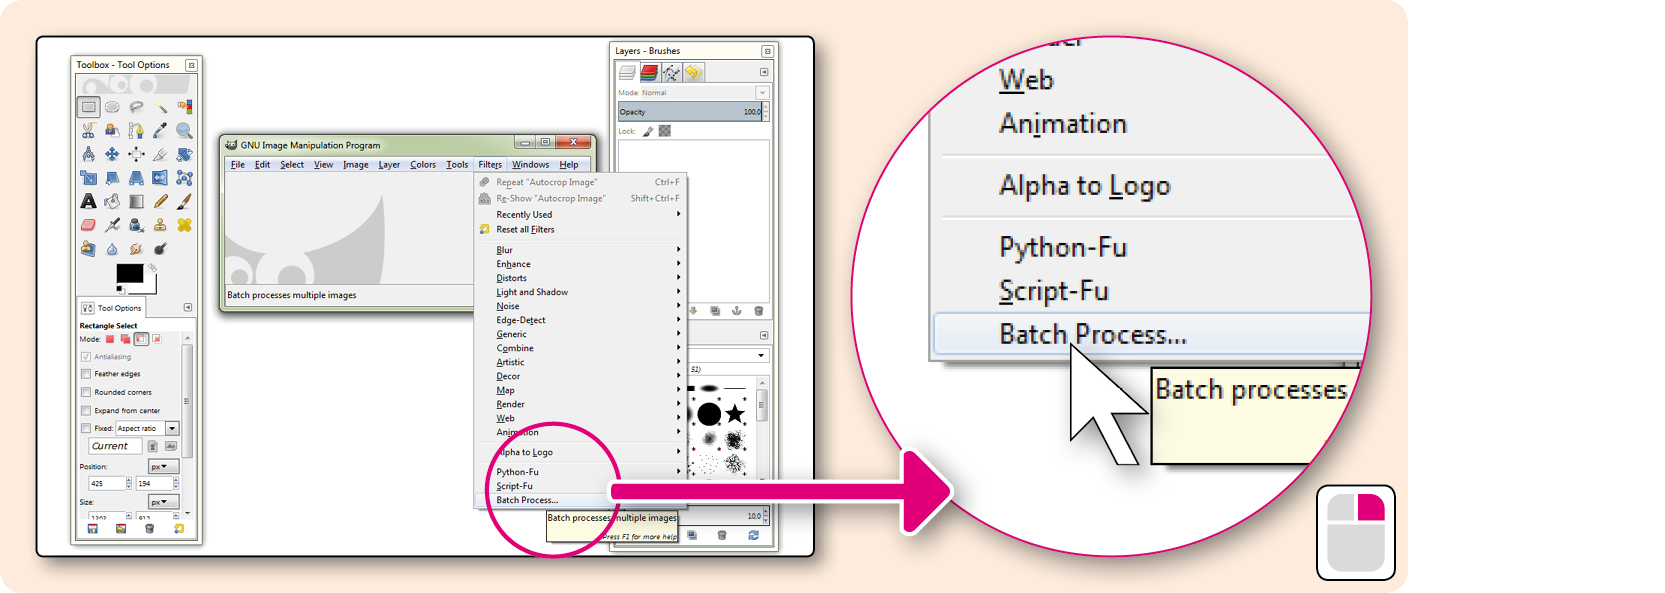 Toolbox - Tool Options
Tool Options
Rectangle Select
Mode:
Antialiasing
Feather edges
Rounded corners
Expand from center
Fixed: Aspect ratio
Current
Position:
px
425 194
Size:
px
GNU Image Manipulation Program
File Edit Select View Image Layer Colors Tools Filters Windows Help
Batch processes multiple images
Repeat "Autocrop Image" Ctrl+F
Re-Show "Autocrop Image" Shift+Ctrl+F
Recently Used
Reset all Filters
Blur
Enhance
Distorts
Light and Shadow
Noise
Edge-Detect
Generic
Combine
Artistic
Decor
Map
Render
Web
Animation
Alpha to Logo
Python-Fu
Script-Fu
Batch Process...
Batch processes multiple images
Press F1 for more help
Layers - Brushes
Mode: Normal
Opacity 100,0
Lock:
51)
10,0
Web
Animation
Alpha to Logo
Python-Fu
Script-Fu
Batch Process...
Batch processes